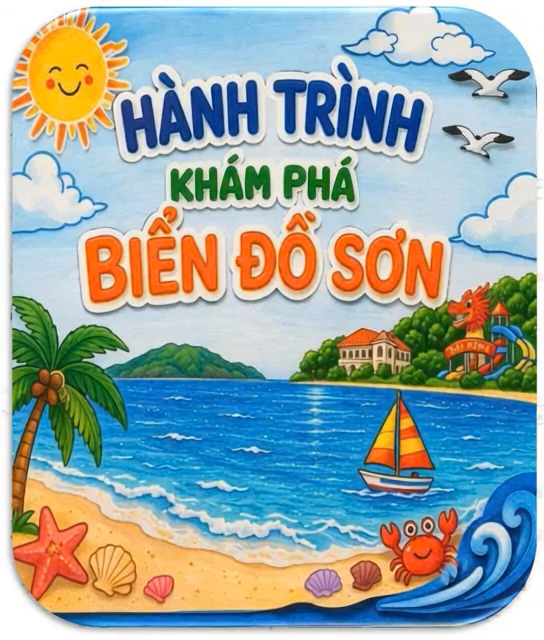 HÀNH TRÌNH
KHÁM PHÁ
BIỂN ĐỒ SƠN